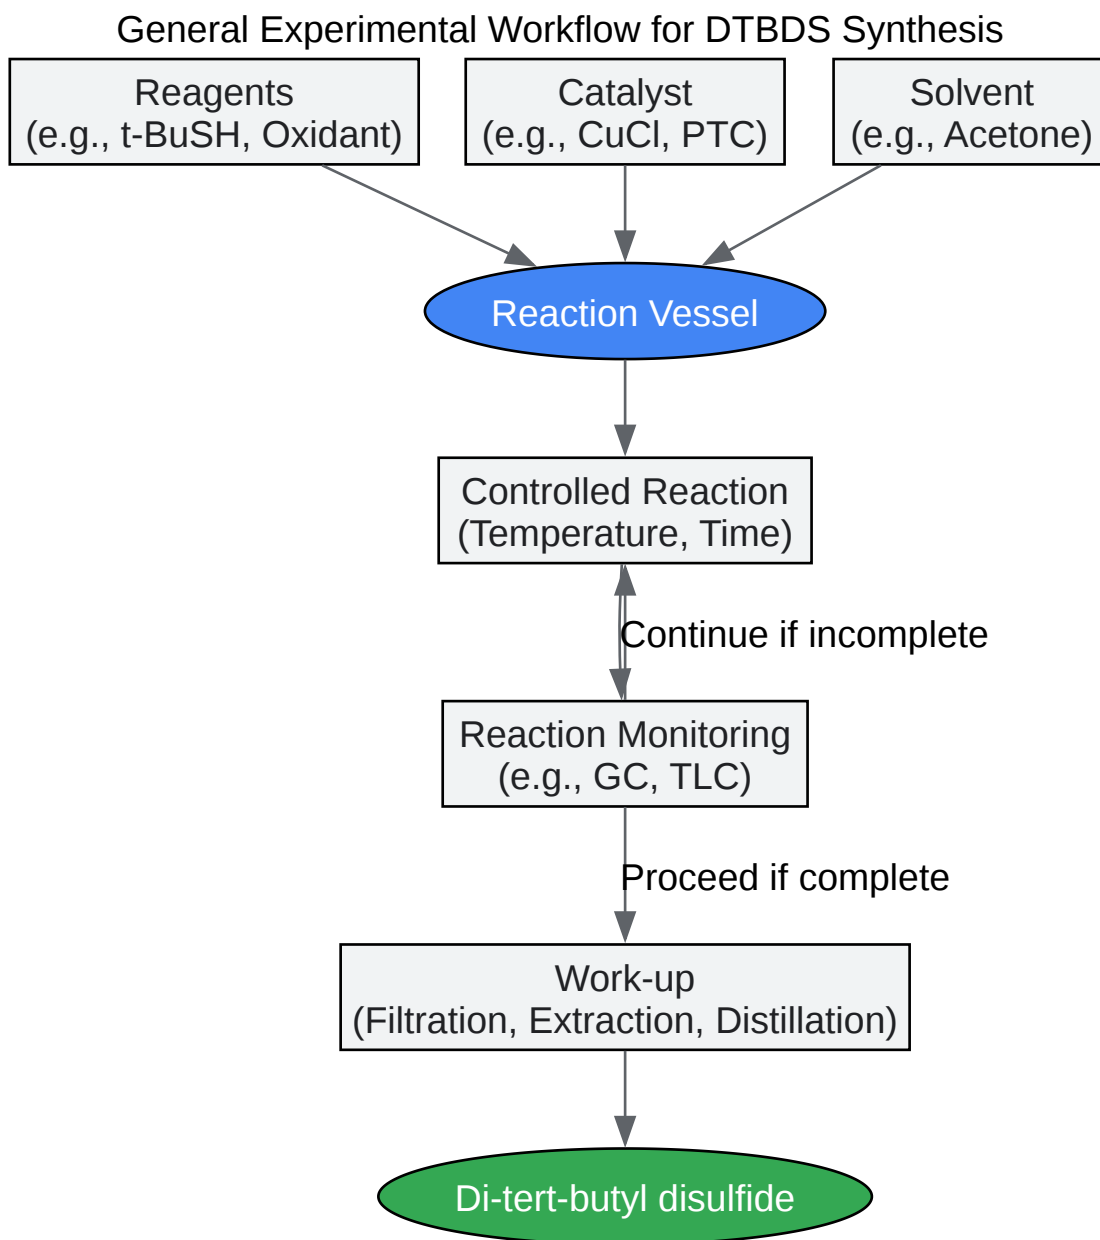 General Experimental Workflow for DTBDS Synthesis
Reagents
(e.g., t-BuSH, Oxidant)
Catalyst
(e.g., CuCl, PTC)
Solvent
(e.g., Acetone)
Reaction Vessel
Controlled Reaction
(Temperature, Time)
Continue if incomplete
Reaction Monitoring
(e.g., GC, TLC)
Proceed if complete
Work-up
(Filtration, Extraction, Distillation)
Di-tert-butyl disulfide